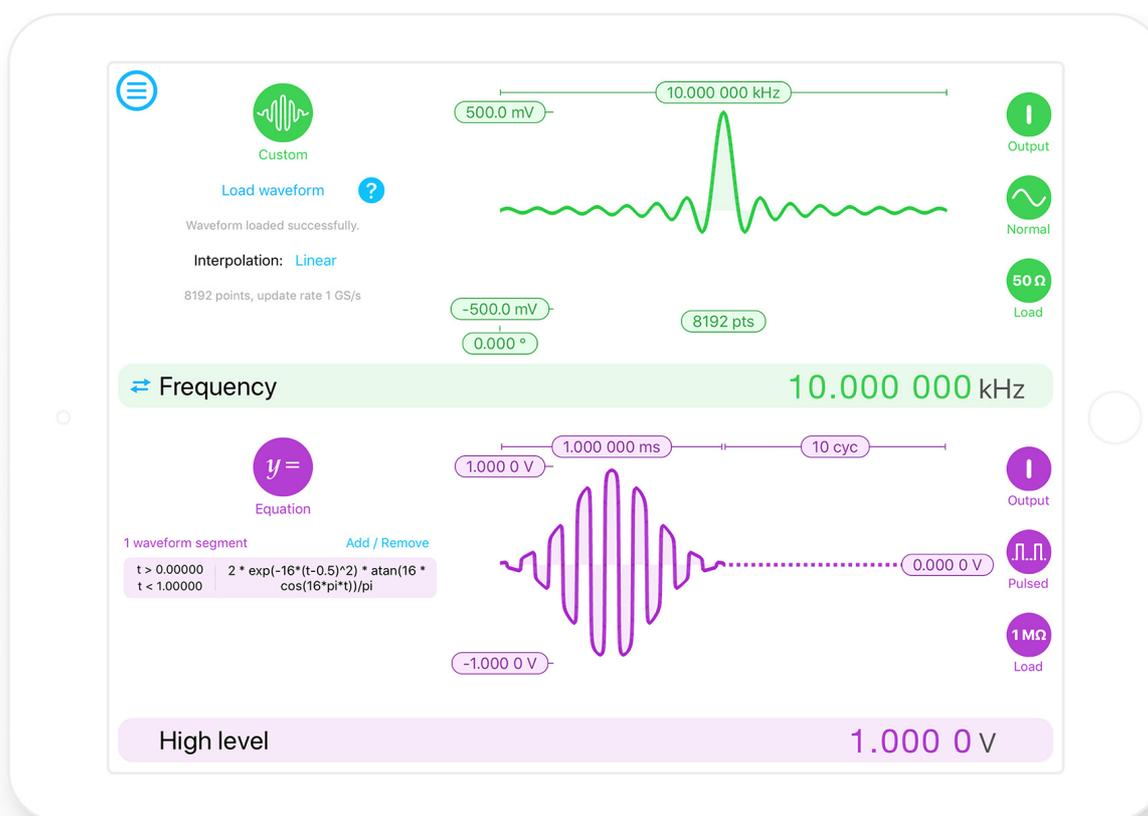 10.000 000 kHz
500.0 mV
Output
Custom
Load waveform ?
Normal
Waveform loaded successfully.
Interpolation: Linear
50 Ω
8192 points, update rate 1 GS/s
-500.0 mV
8192 pts
Load
0.000 °
Frequency 10.000 000 kHz
1.000 000 ms 10 cyc
1.000 0 V
y =
Output
Equation
1 waveform segment Add / Remove
t > 0.00000
t < 1.00000
2 * exp(-16*(t-0.5)^2) * atan(16 *
cos(16*pi*t))/pi
0.000 0 V
Pulsed
1 MΩ
-1.000 0 V
Load
High level 1.000 0 V